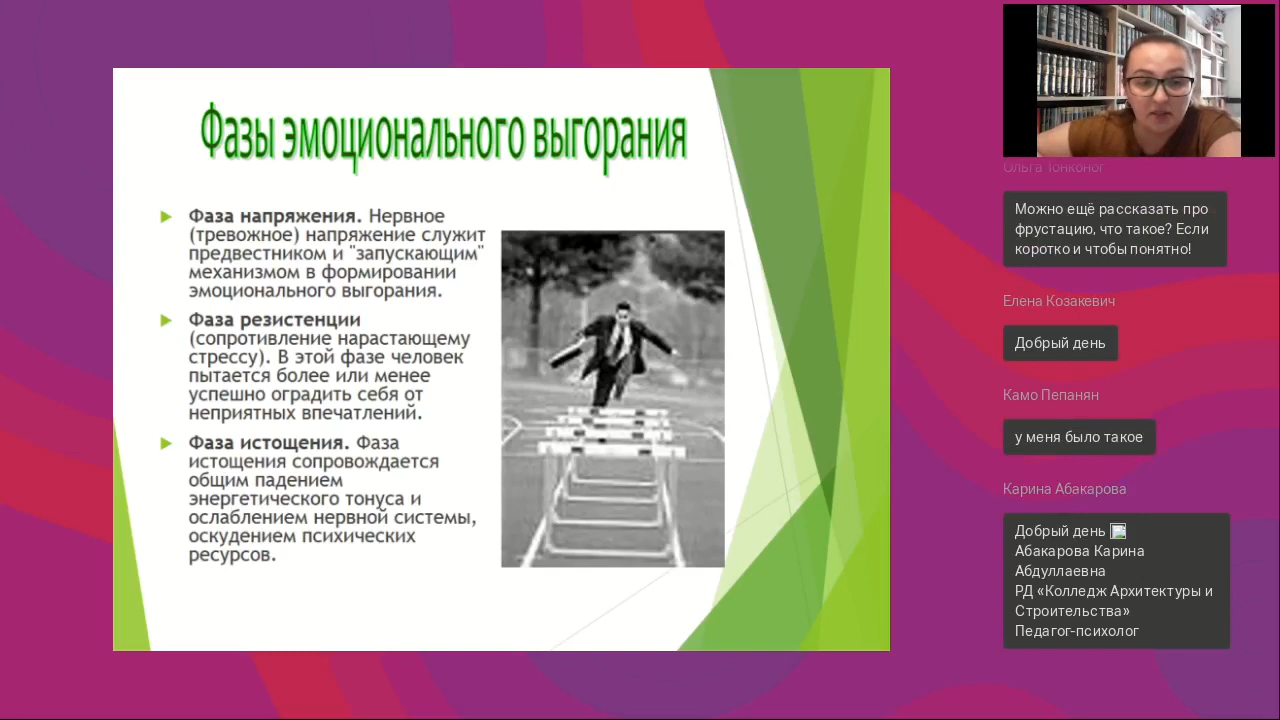 Фазы эмоционального выгорания
Фаза напряжения. Нервное
(тревожное) напряжение служит
предвестником и "запускающим"
механизмом в формировании
эмоционального выгорания.
Фаза резистенции
(сопротивление нарастающему
стрессу). В этой фазе человек
пытается более или менее
успешно оградить себя от
неприятных впечатлений.
Фаза истощения. Фаза
истощения сопровождается
общим падением
энергетического тонуса и
ослаблением нервной системы,
оскудением психических
ресурсов.
Ольга Тонконог
Можно ещё рассказать про
фрустацию, что такое? Если
коротко и чтобы понятно!
Елена Козакевич
Добрый день
Камо Пепанян
у меня было такое
Карина Абакарова
Добрый день
Абакарова Карина
Абдуллаевна
РД «Колледж Архитектуры и
Строительства»
Педагог-психолог